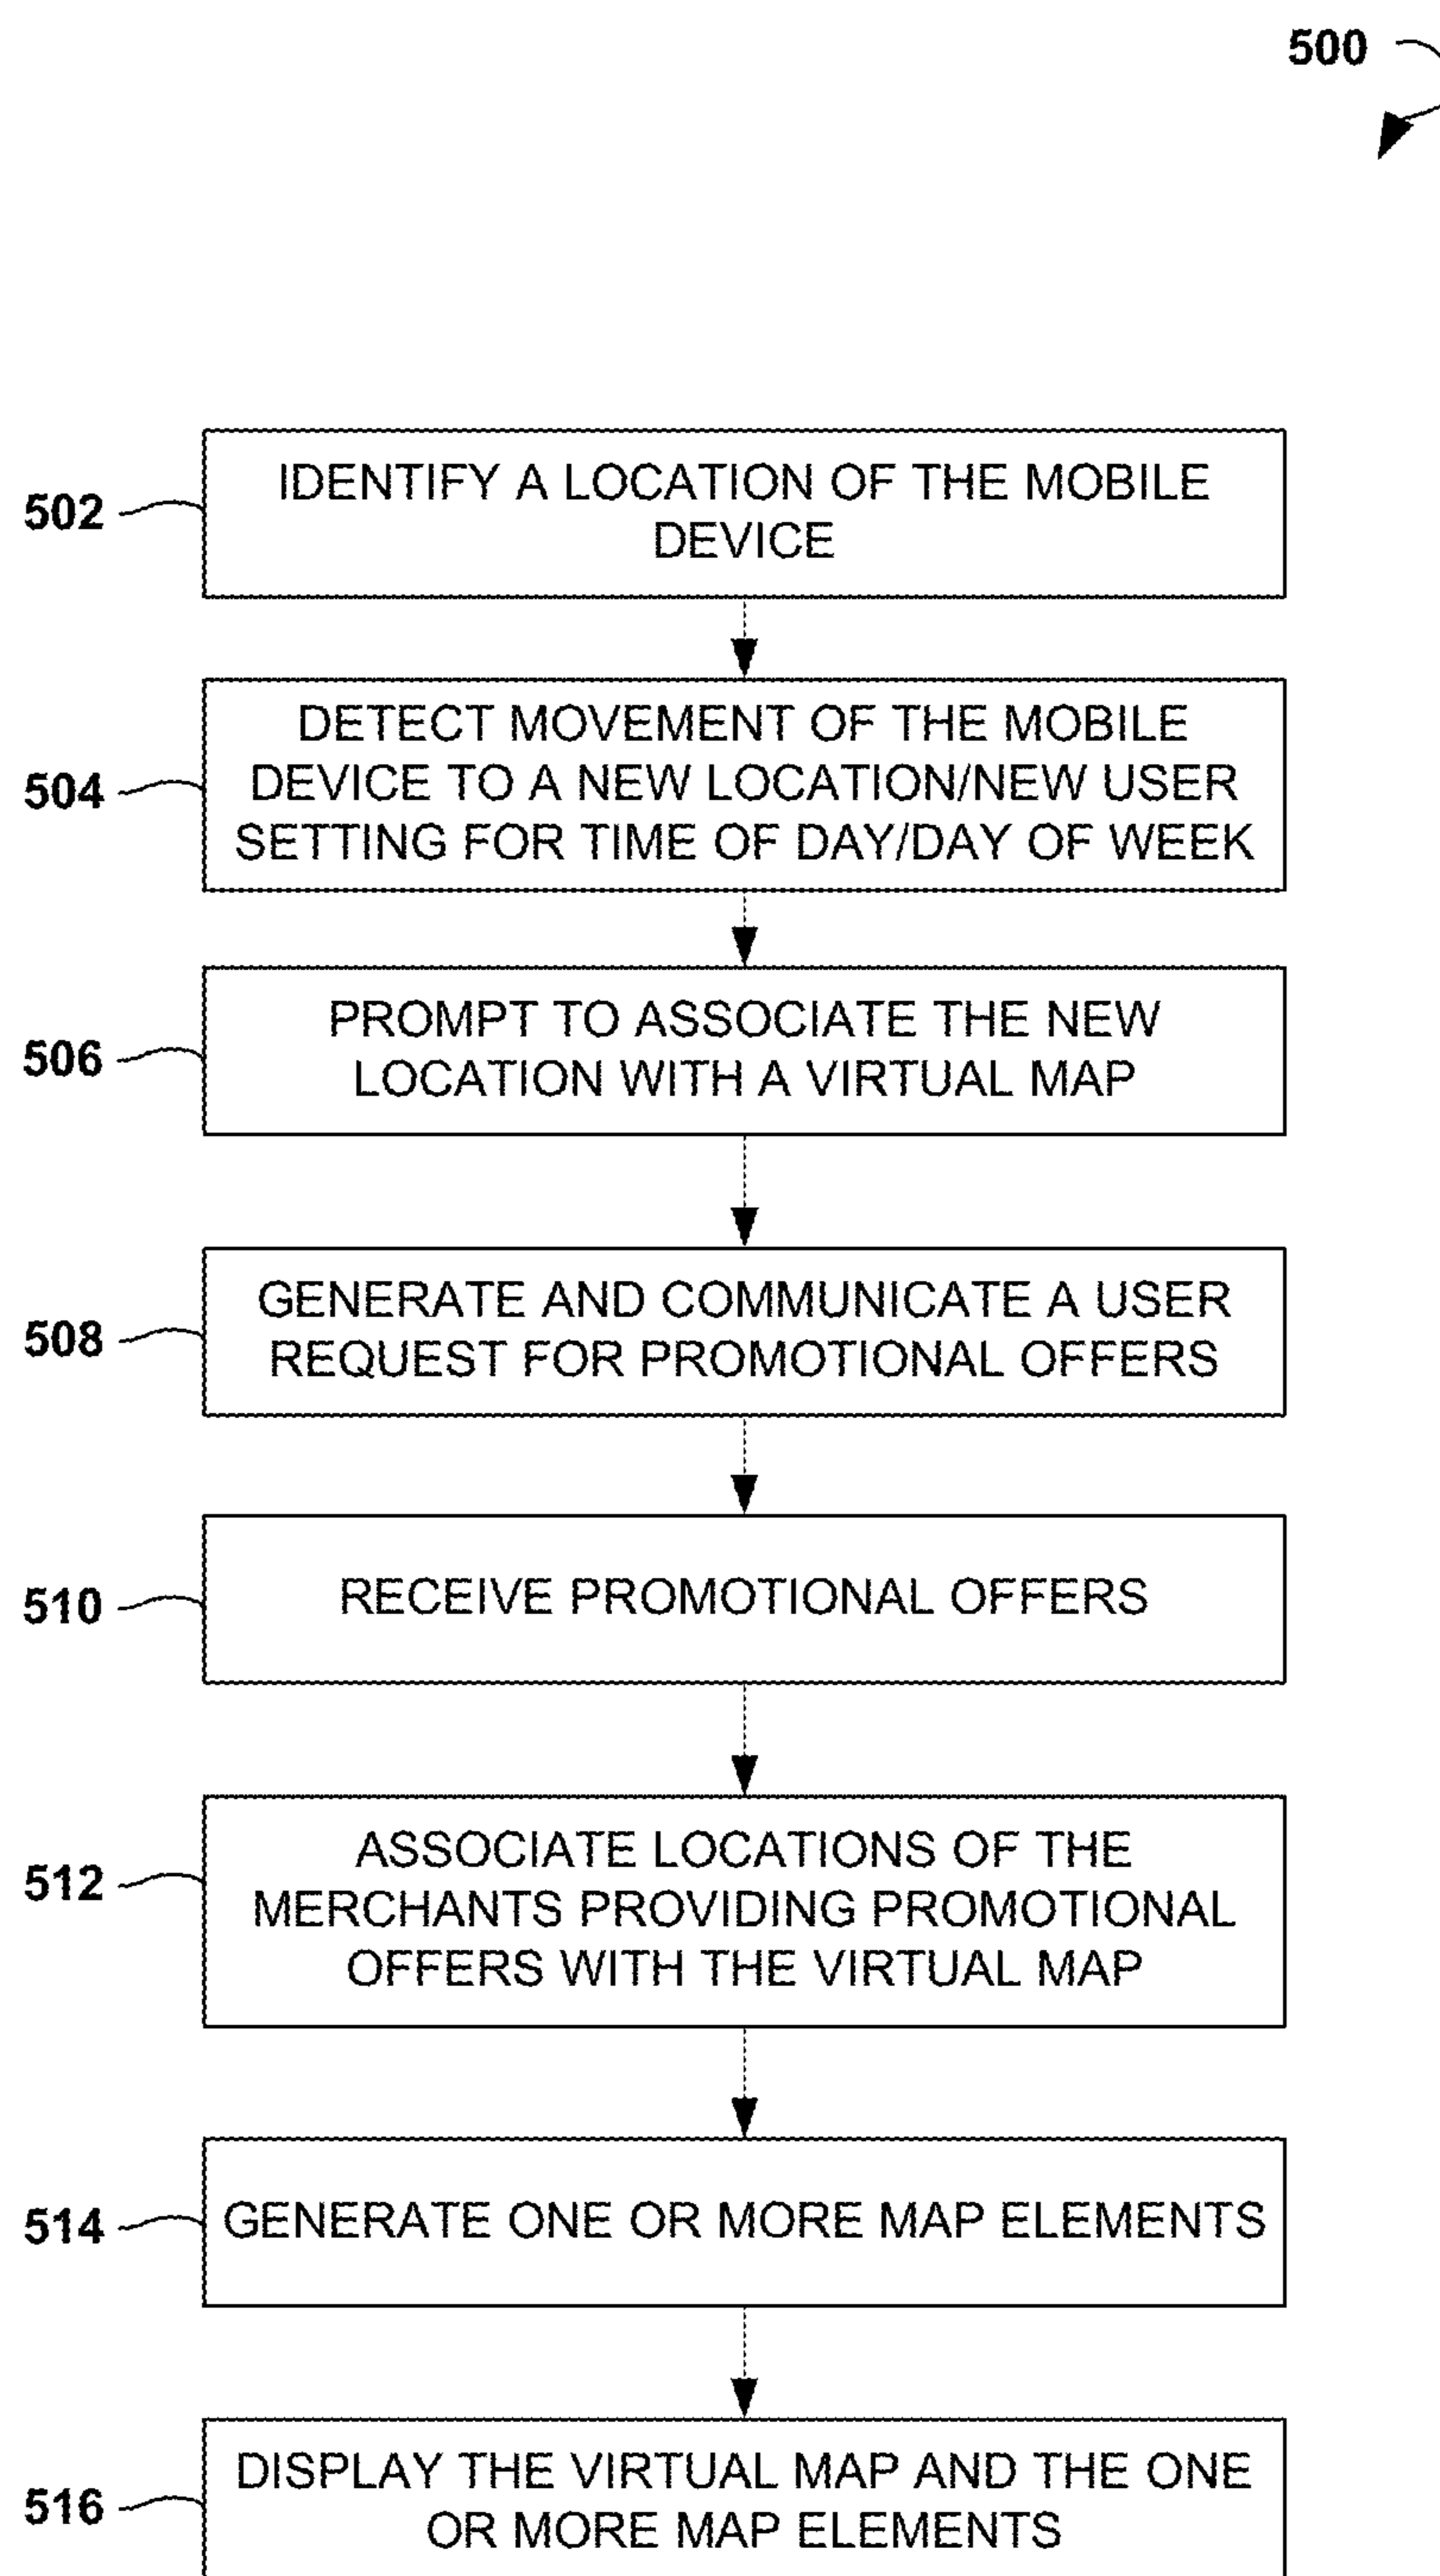 500
502
IDENTIFY A LOCATION OF THE MOBILE
DEVICE
504
DETECT MOVEMENT OF THE MOBILE
DEVICE TO A NEW LOCATION/NEW USER
SETTING FOR TIME OF DAY/DAY OF WEEK
506
PROMPT TO ASSOCIATE THE NEW
LOCATION WITH A VIRTUAL MAP
508
GENERATE AND COMMUNICATE A USER
REQUEST FOR PROMOTIONAL OFFERS
510
RECEIVE PROMOTIONAL OFFERS
512
ASSOCIATE LOCATIONS OF THE
MERCHANTS PROVIDING PROMOTIONAL
OFFERS WITH THE VIRTUAL MAP
514
GENERATE ONE OR MORE MAP ELEMENTS
516
DISPLAY THE VIRTUAL MAP AND THE ONE
OR MORE MAP ELEMENTS